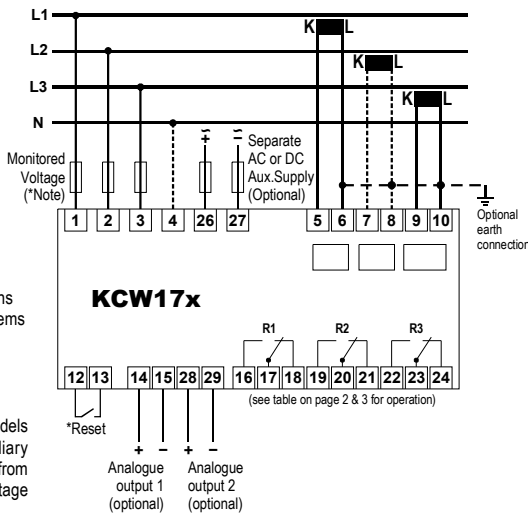 L1
K L
L2
K L
L3
K L
N
Monitored
Voltage
(*Note)
+ −
Separate
AC or DC
Aux.Supply
(Optional)
1 2 3 4 26 27 5 6 7 8 9 10
Optional
earth
connection
ns
ems
KCW17x
R1 R2 R3
12 13 14 15 28 29 16 17 18 19 20 21 22 23 24
(see table on page 2 & 3 for operation)
*Reset
+ − + −
Analogue
output 1
(optional)
Analogue
output 2
(optional)
dels
iliary
from
tage